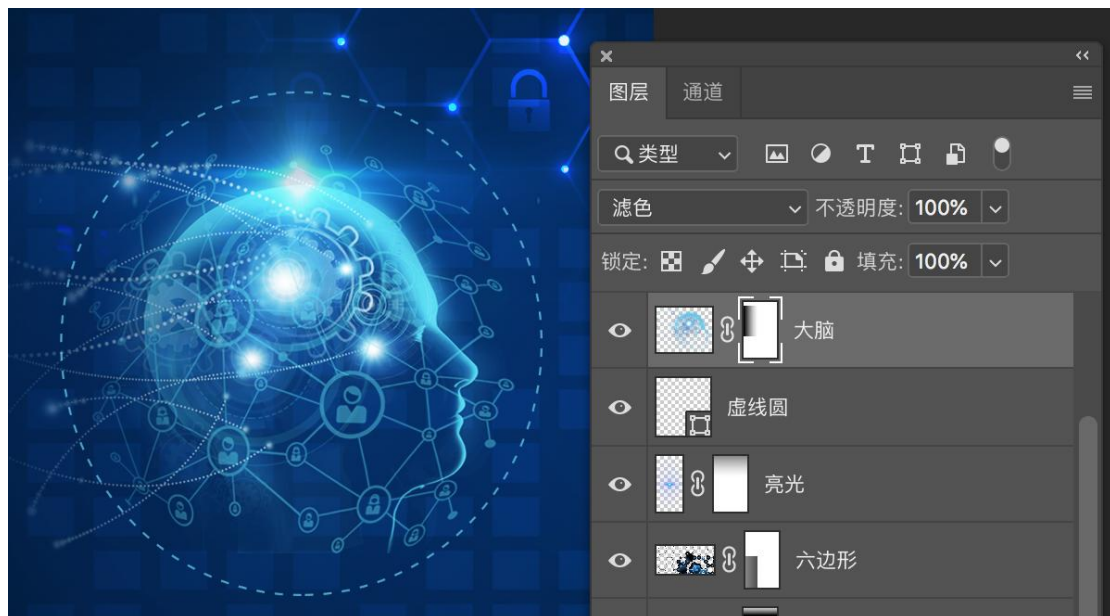 图层 通道
类型
滤色 不透明度: 100%
锁定: 填充: 100%
大脑
虚线圆
亮光
六边形